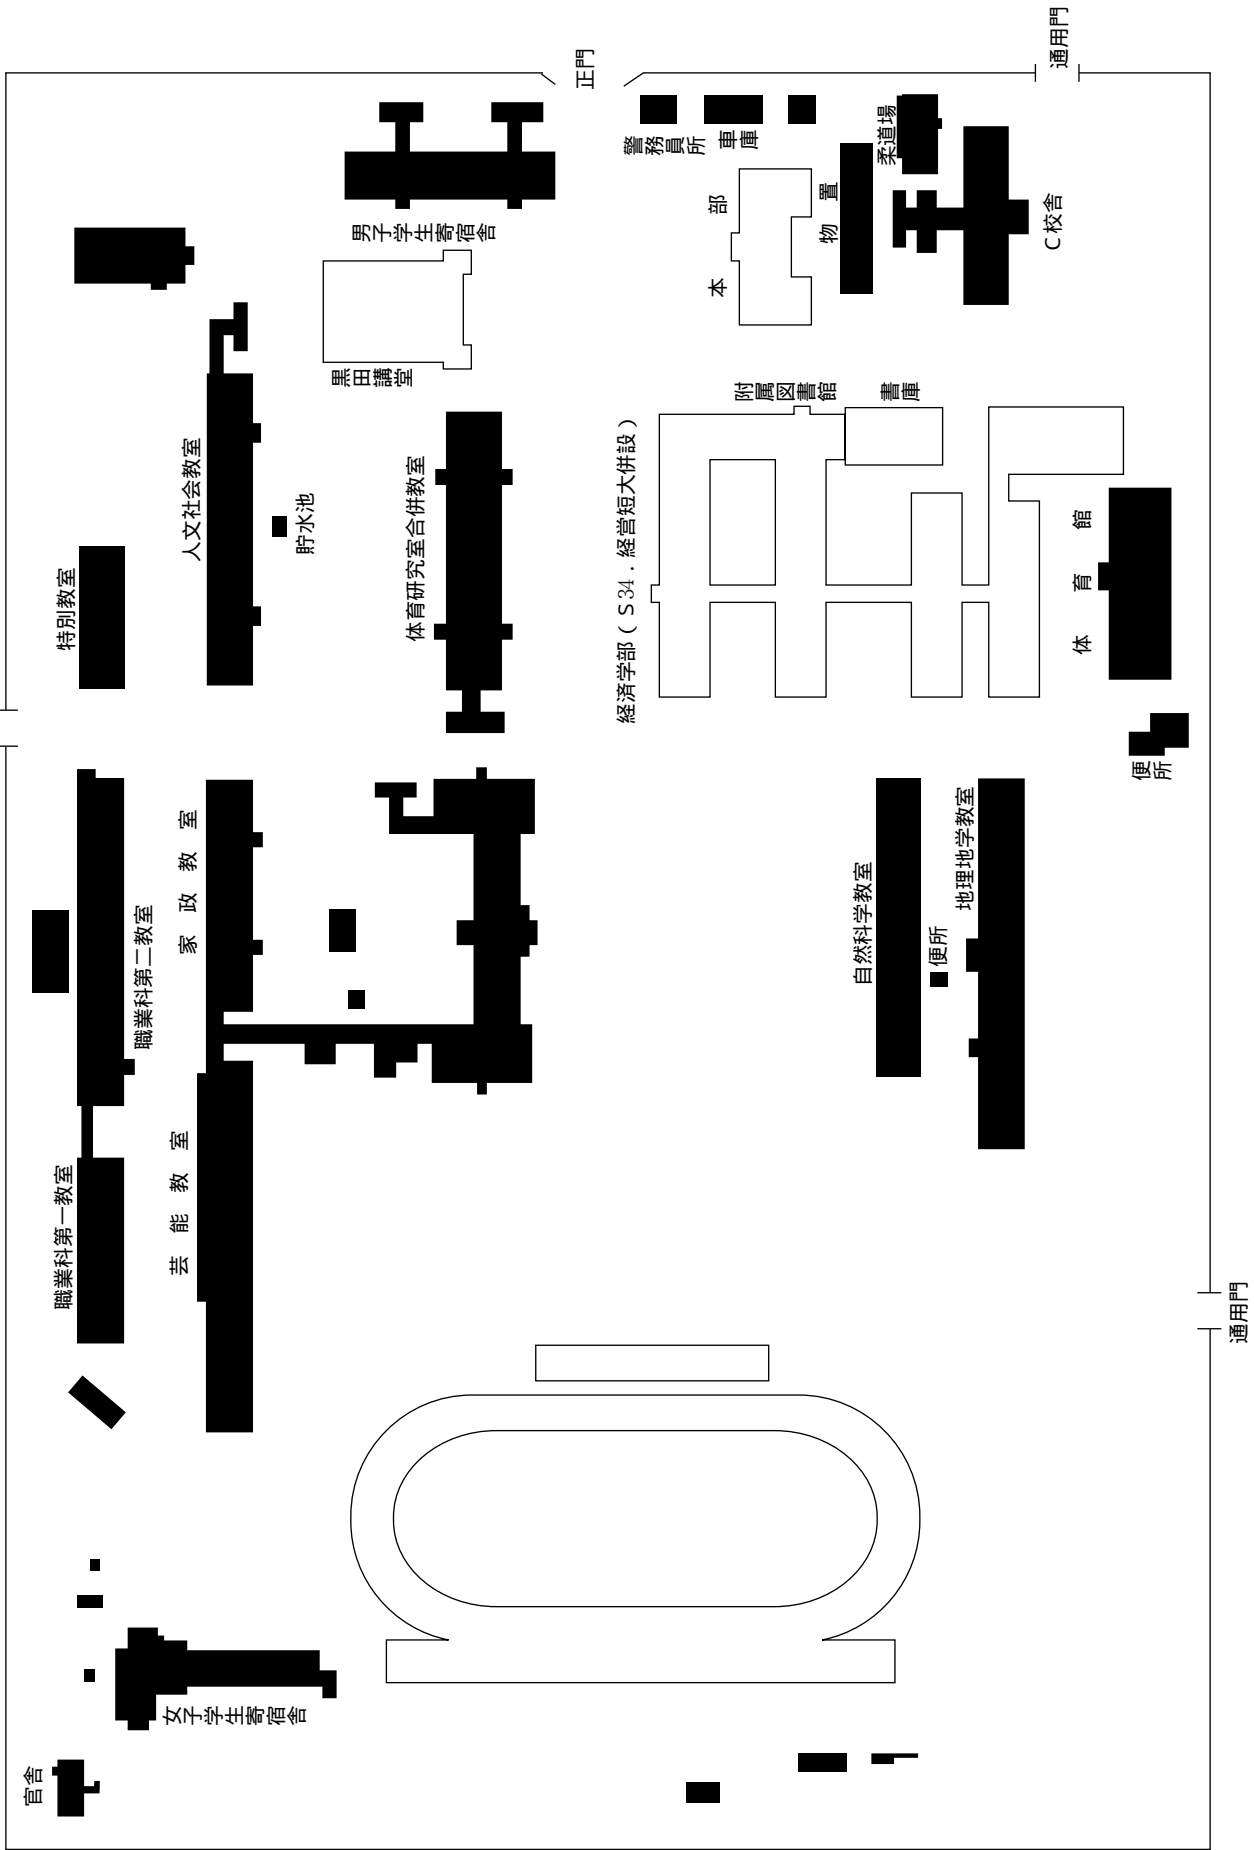 正門
通用門
警務員所
車庫
柔道場
男子学生寄宿舎
本部
物置
C校舎
黒田講堂
附属図書館
書庫
人文社会教室
貯水池
体育研究室合併教室
経済学部（S34．経営短大併設）
特別教室
体育館
便所
職業科第二教室
家政教室
自然科学教室
便所
地理地学教室
職業科第一教室
芸能教室
通用門
女子学生寄宿舎
官舎